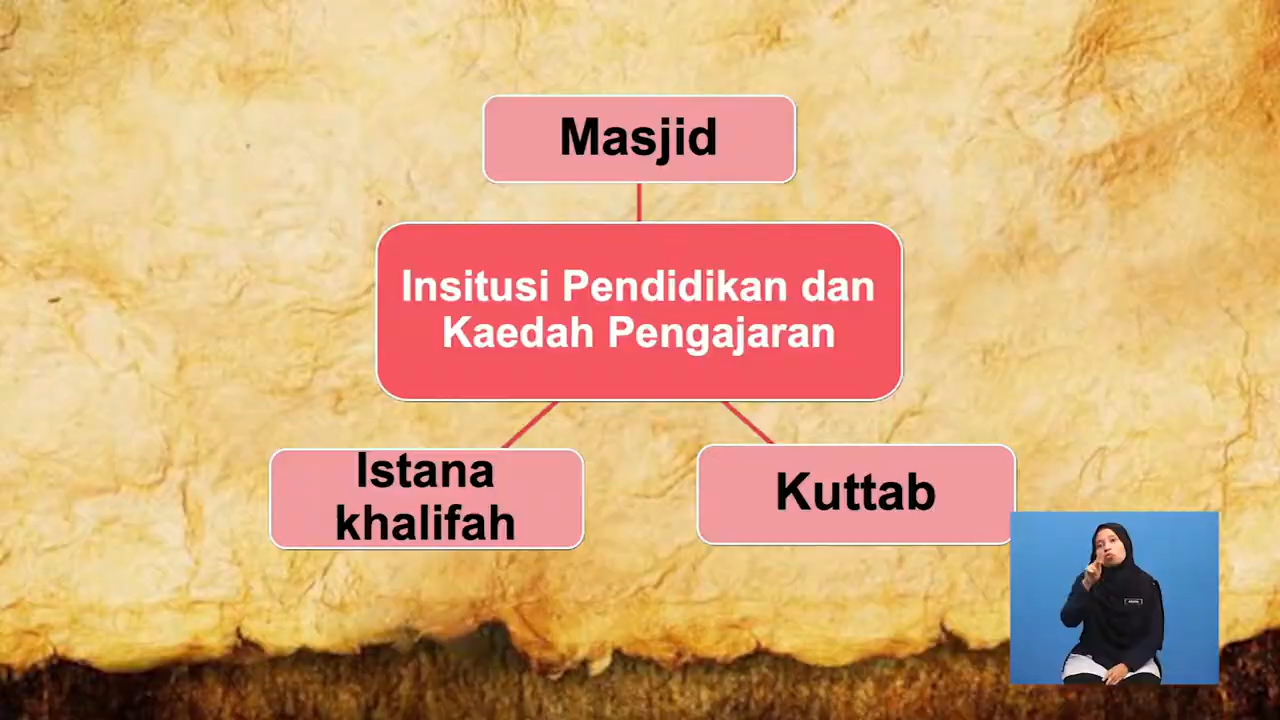 Masjid
Insitusi Pendidikan dan
Kaedah Pengajaran
Istana
khalifah
Kuttab